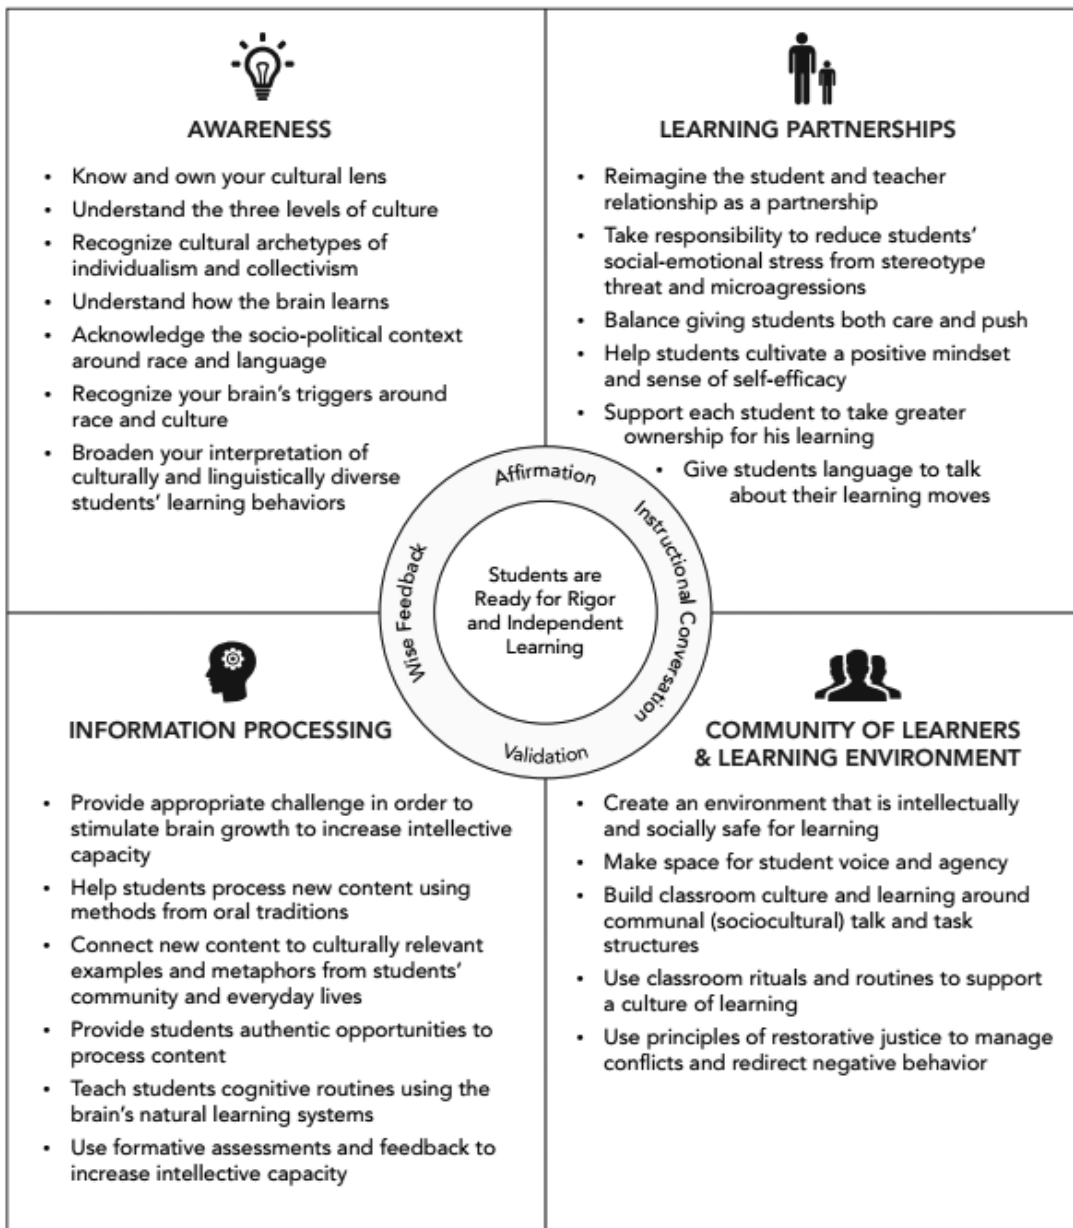 AWARENESS
• Know and own your cultural lens
• Understand the three levels of culture
• Recognize cultural archetypes of
individualism and collectivism
• Understand how the brain learns
• Acknowledge the socio-political context
around race and language
• Recognize your brain's triggers around
race and culture
• Broaden your interpretation of
culturally and linguistically diverse
students' learning behaviors
LEARNING PARTNERSHIPS
• Reimagine the student and teacher
relationship as a partnership
• Take responsibility to reduce students'
social-emotional stress from stereotype
threat and microagressions
• Balance giving students both care and push
• Help students cultivate a positive mindset
and sense of self-efficacy
• Support each student to take greater
ownership for his learning
• Give students language to talk
about their learning moves
Affirmation
Instructional Conversation
Validation
Wise Feedback
Students are
Ready for Rigor
and Independent
Learning
INFORMATION PROCESSING
• Provide appropriate challenge in order to
stimulate brain growth to increase intellective
capacity
• Help students process new content using
methods from oral traditions
• Connect new content to culturally relevant
examples and metaphors from students'
community and everyday lives
• Provide students authentic opportunities to
process content
• Teach students cognitive routines using the
brain's natural learning systems
• Use formative assessments and feedback to
increase intellective capacity
COMMUNITY OF LEARNERS
& LEARNING ENVIRONMENT
• Create an environment that is intellectually
and socially safe for learning
• Make space for student voice and agency
• Build classroom culture and learning around
communal (sociocultural) talk and task
structures
• Use classroom rituals and routines to support
a culture of learning
• Use principles of restorative justice to manage
conflicts and redirect negative behavior